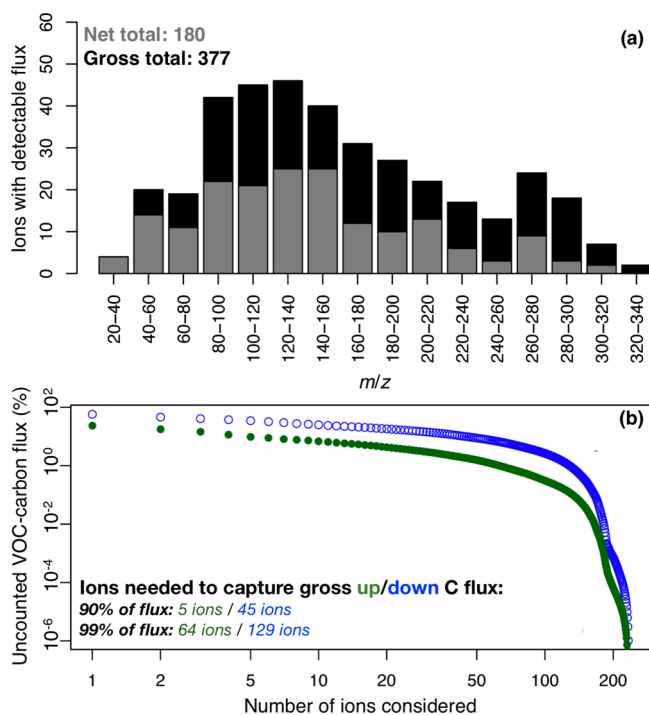 Net total: 180
Gross total: 377
(a)
Ions with detectable flux
60
50
40
30
20
10
0
20−40
40−60
60−80
80−100
100−120
120−140
140−160
160−180
180−200
200−220
220−240
240−260
260−280
280−300
300−320
320−340
m/z
(b)
Uncounted VOC−carbon flux (%)
10^2
10^0
10^-2
10^-4
10^-6
Ions needed to capture gross up/down C flux:
90% of flux: 5 ions / 45 ions
99% of flux: 64 ions / 129 ions
1 2 5 10 20 50 100 200
Number of ions considered